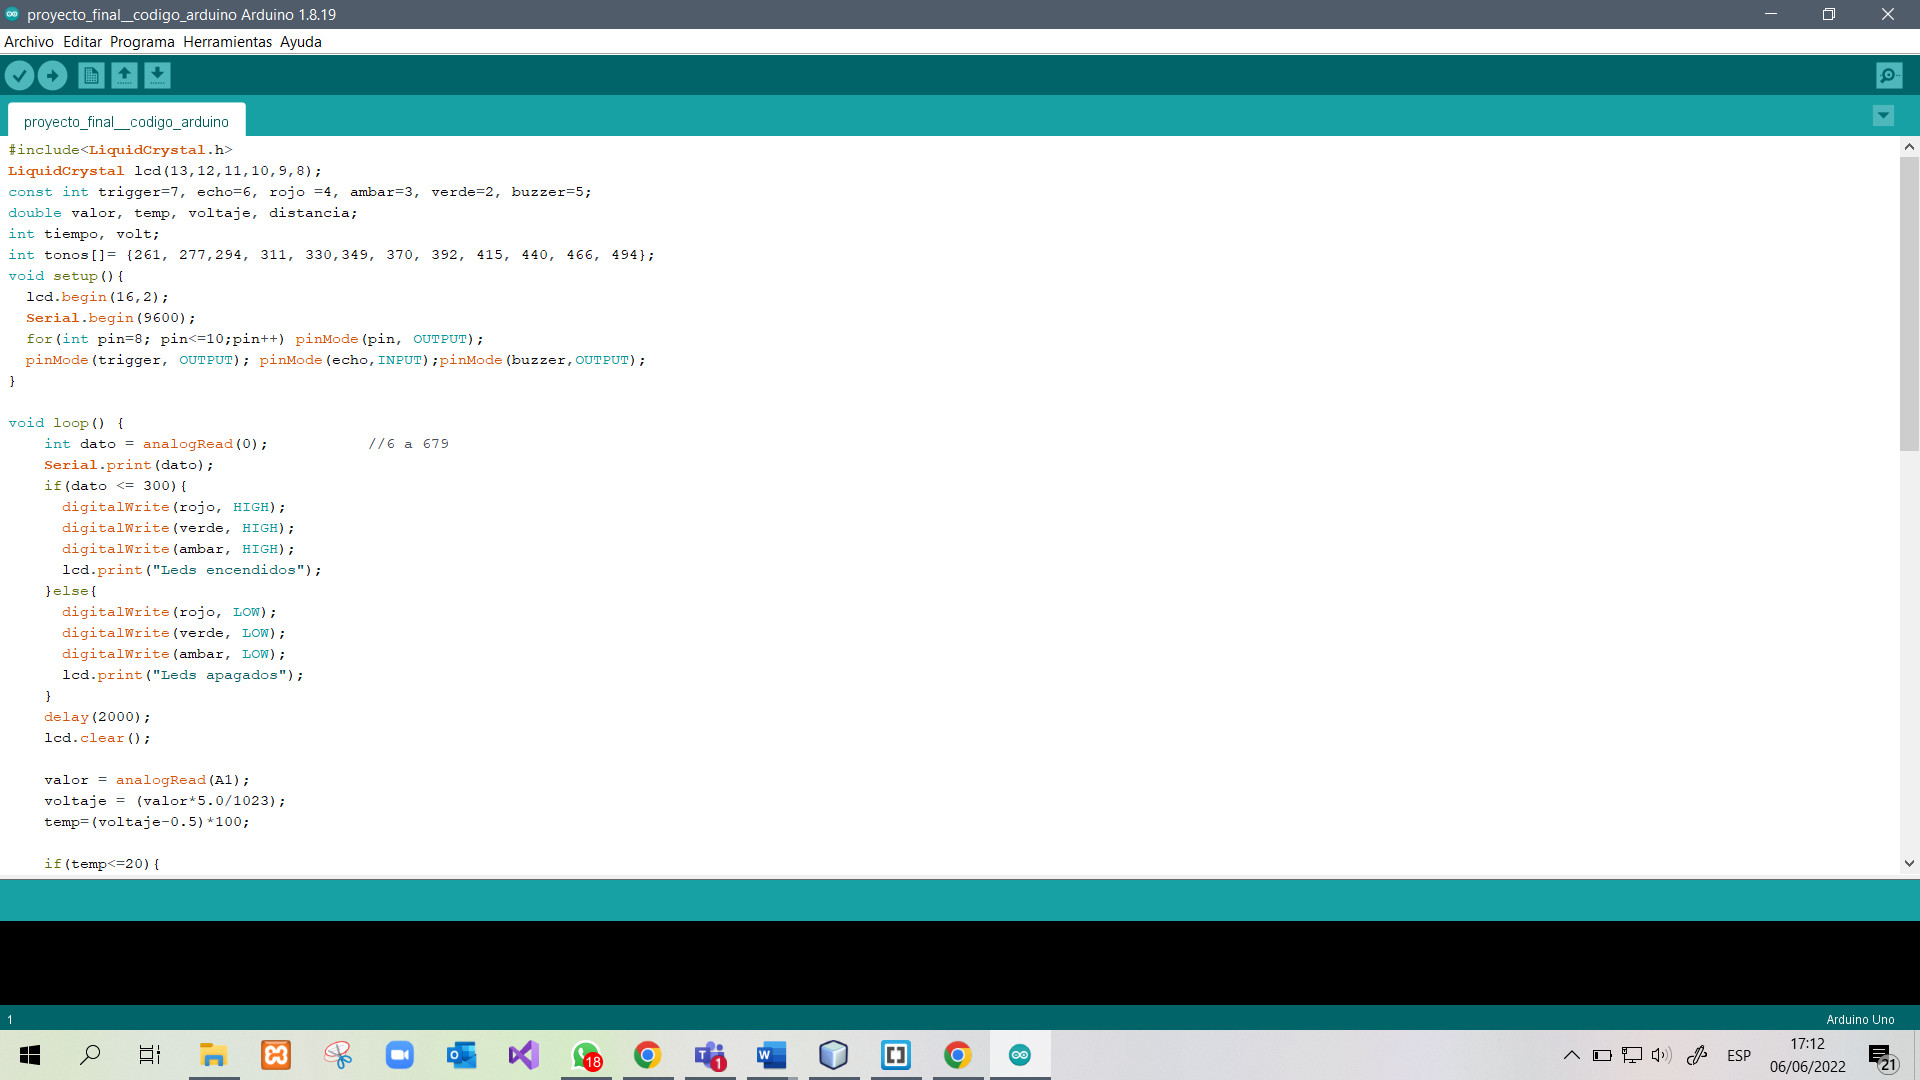 proyecto_final__codigo_arduino Arduino 1.8.19
Archivo Editar Programa Herramientas Ayuda
proyecto_final__codigo_arduino
#include<LiquidCrystal.h>
LiquidCrystal lcd(13,12,11,10,9,8);
const int trigger=7, echo=6, rojo =4, ambar=3, verde=2, buzzer=5;
double valor, temp, voltaje, distancia;
int tiempo, volt;
int tonos[]= {261, 277,294, 311, 330,349, 370, 392, 415, 440, 466, 494};
void setup(){
  lcd.begin(16,2);
  Serial.begin(9600);
  for(int pin=8; pin<=10;pin++) pinMode(pin, OUTPUT);
  pinMode(trigger, OUTPUT); pinMode(echo,INPUT);pinMode(buzzer,OUTPUT);
}
void loop() {
    int dato = analogRead(0);           //6 a 679
    Serial.print(dato);
    if(dato <= 300){
      digitalWrite(rojo, HIGH);
      digitalWrite(verde, HIGH);
      digitalWrite(ambar, HIGH);
      lcd.print("Leds encendidos");
    }else{
      digitalWrite(rojo, LOW);
      digitalWrite(verde, LOW);
      digitalWrite(ambar, LOW);
      lcd.print("Leds apagados");
    }
    delay(2000);
    lcd.clear();
    valor = analogRead(A1);
    voltaje = (valor*5.0/1023);
    temp=(voltaje-0.5)*100;
    if(temp<=20){
1
Arduino Uno
18
1
ESP
17:12
06/06/2022
21